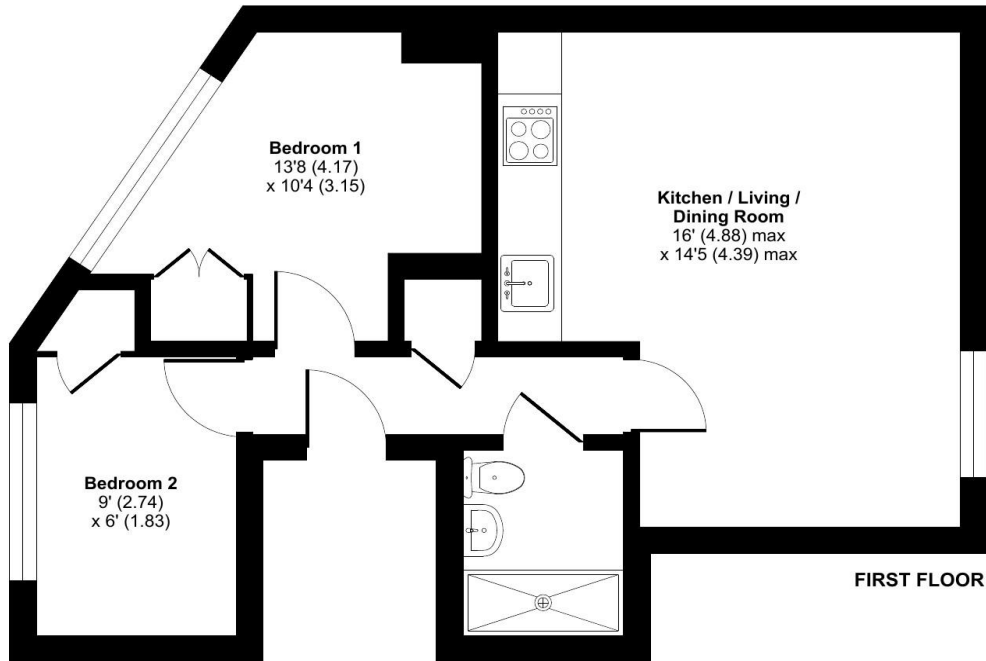 Bedroom 1
13'8 (4.17)
x 10'4 (3.15)
Kitchen / Living /
Dining Room
16' (4.88) max
x 14'5 (4.39) max
Bedroom 2
9' (2.74)
x 6' (1.83)
FIRST FLOOR